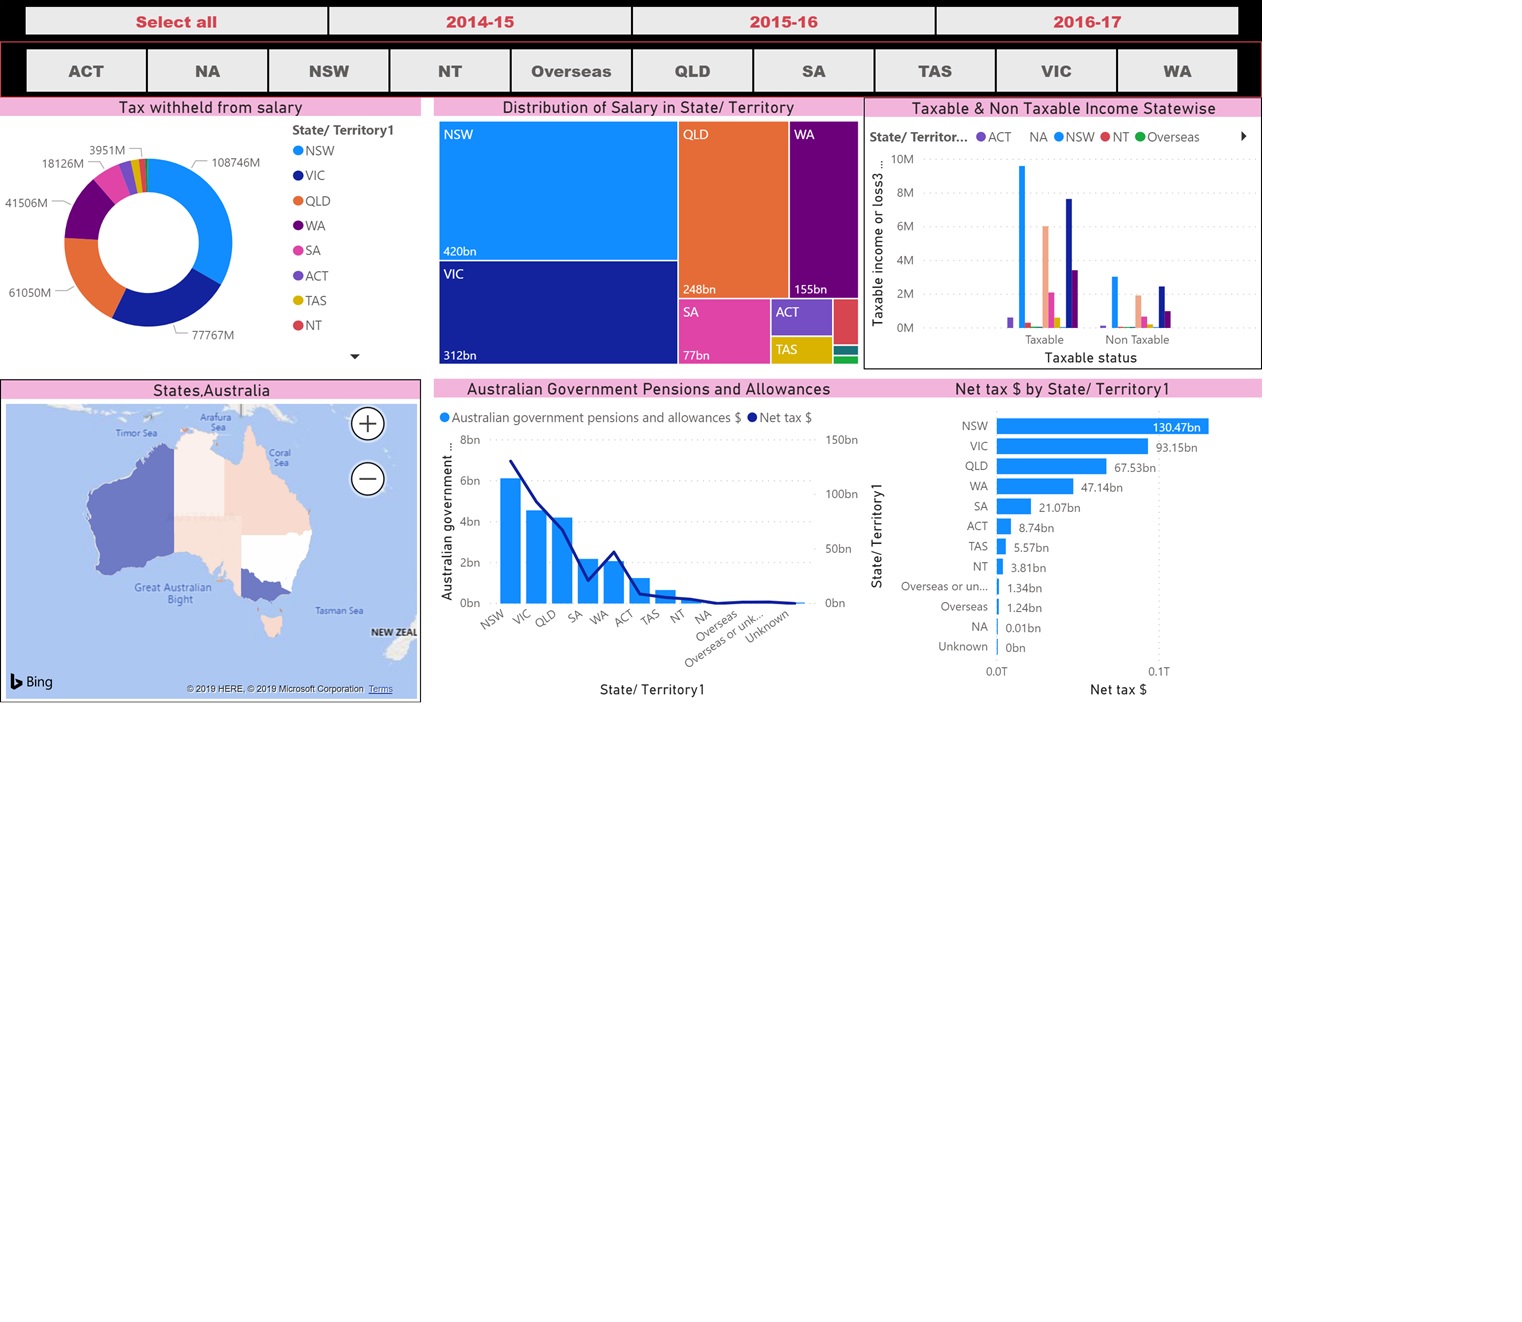 Select all
2014-15
2015-16
2016-17
ACT
NA
NSW
NT
Overseas
QLD
SA
TAS
VIC
WA
Tax withheld from salary
State/ Territory1
NSW
VIC
QLD
WA
SA
ACT
TAS
NT
3951M
18126M
108746M
41506M
61050M
77767M
Distribution of Salary in State/ Territory
NSW
420bn
VIC
312bn
QLD
248bn
WA
155bn
SA
77bn
ACT
TAS
Taxable & Non Taxable Income Statewise
State/ Territor... ACT NA NSW NT Overseas
Taxable income or loss3 ...
10M
8M
6M
4M
2M
0M
Taxable
Non Taxable
Taxable status
States,Australia
Arafura
Sea
Timor Sea
Coral
Sea
AUSTRALIA
Great Australian
Bight
Tasman Sea
NEW ZEAL
Bing
© 2019 HERE, © 2019 Microsoft Corporation Terms
Australian Government Pensions and Allowances
Australian government pensions and allowances $ Net tax $
Australian government ...
8bn
6bn
4bn
2bn
0bn
150bn
100bn
50bn
0bn
NSW
VIC
QLD
SA
WA
ACT
TAS
NT
NA
Overseas
Overseas or unk...
Unknown
State/ Territory1
Net tax $ by State/ Territory1
State/ Territory1
NSW 130.47bn
VIC 93.15bn
QLD 67.53bn
WA 47.14bn
SA 21.07bn
ACT 8.74bn
TAS 5.57bn
NT 3.81bn
Overseas or un... 1.34bn
Overseas 1.24bn
NA 0.01bn
Unknown 0bn
0.0T
0.1T
Net tax $